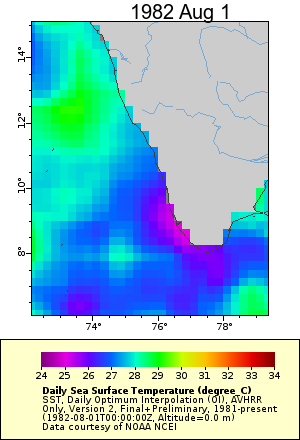 1982 Aug 1
14°
12°
10°
8°
74° 76° 78°
24 25 26 27 28 29 30 31 32 33 34
Daily Sea Surface Temperature (degree_C)
SST, Daily Optimum Interpolation (OI), AVHRR
Only, Version 2, Final+Preliminary, 1981-present
(1982-08-01T00:00:00Z, Altitude=0.0 m)
Data courtesy of NOAA NCEI